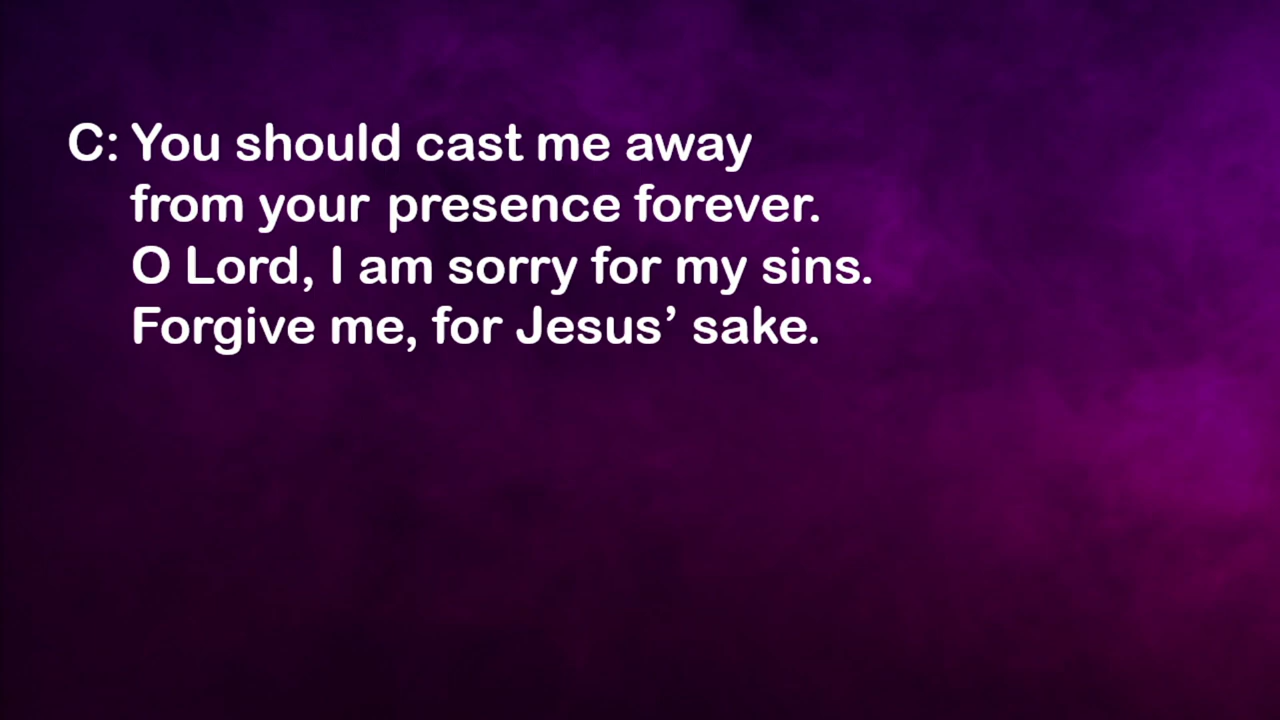 C: You should cast me away
from your presence forever.
O Lord, I am sorry for my sins.
Forgive me, for Jesus’ sake.